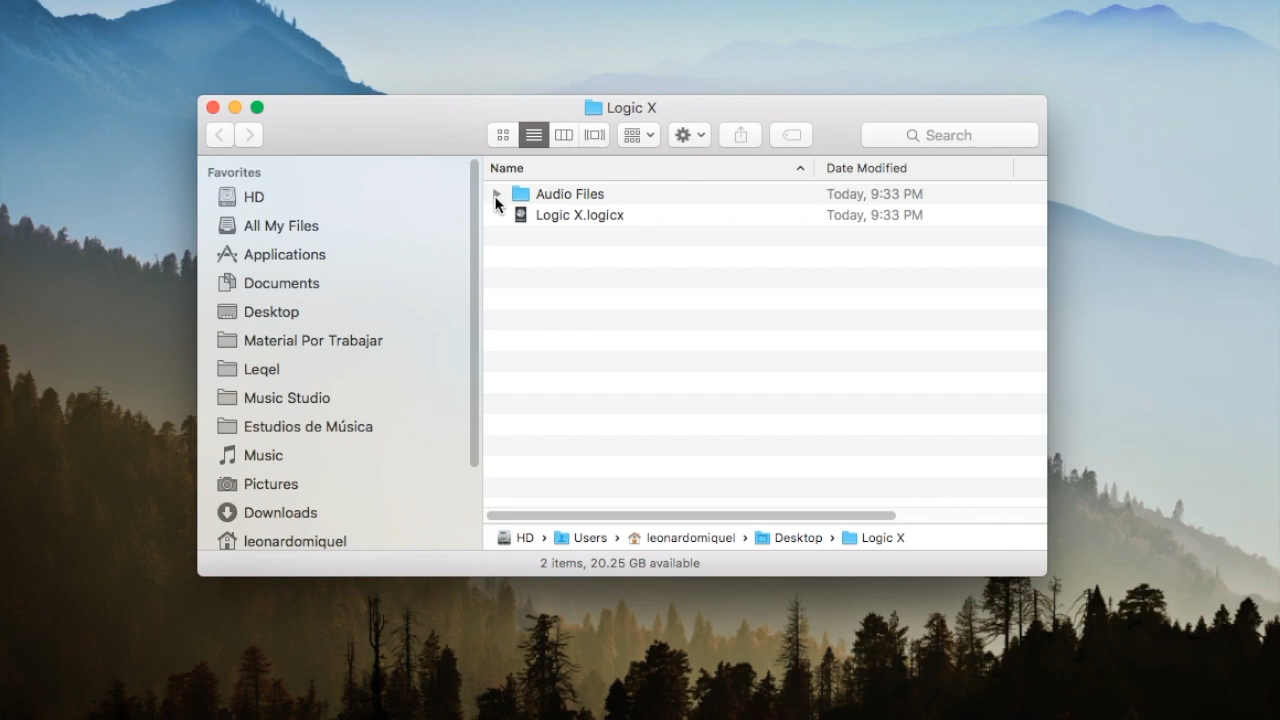 Logic X
Search
Favorites
HD
All My Files
Applications
Documents
Desktop
Material Por Trabajar
Leqel
Music Studio
Estudios de Música
Music
Pictures
Downloads
leonardomiquel
Name Date Modified
Audio Files Today, 9:33 PM
Logic X.logicx Today, 9:33 PM
HD › Users › leonardomiquel › Desktop › Logic X
2 items, 20.25 GB available